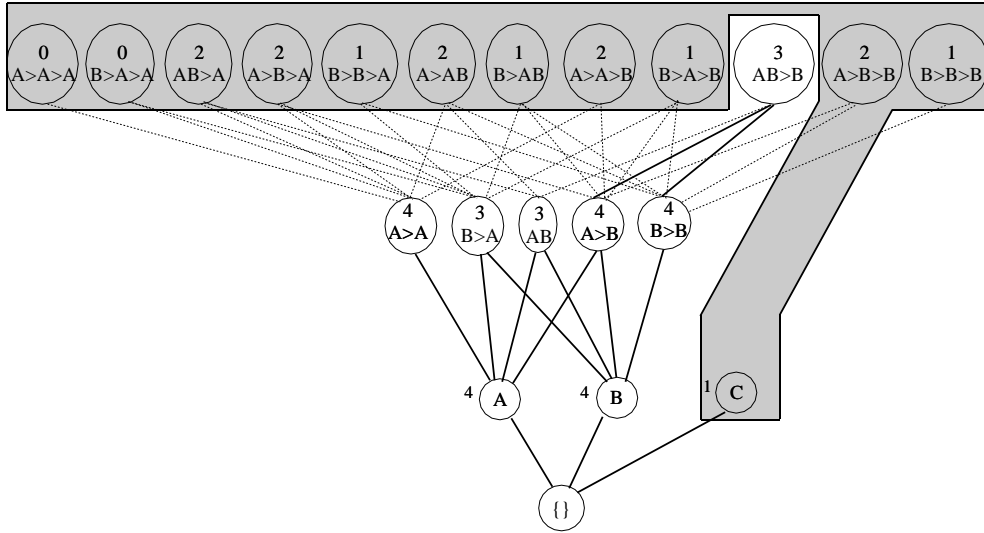 0 0 2 2 1 2 1 2 1 3 2 1
A>A>A B>A>A AB>A A>B>A B>B>A A>AB B>AB A>A>B B>A>B AB>B A>B>B B>B>B
4 3 3 4 4
A>A B>A AB A>B B>B
4 A 4 B 1 C
{}